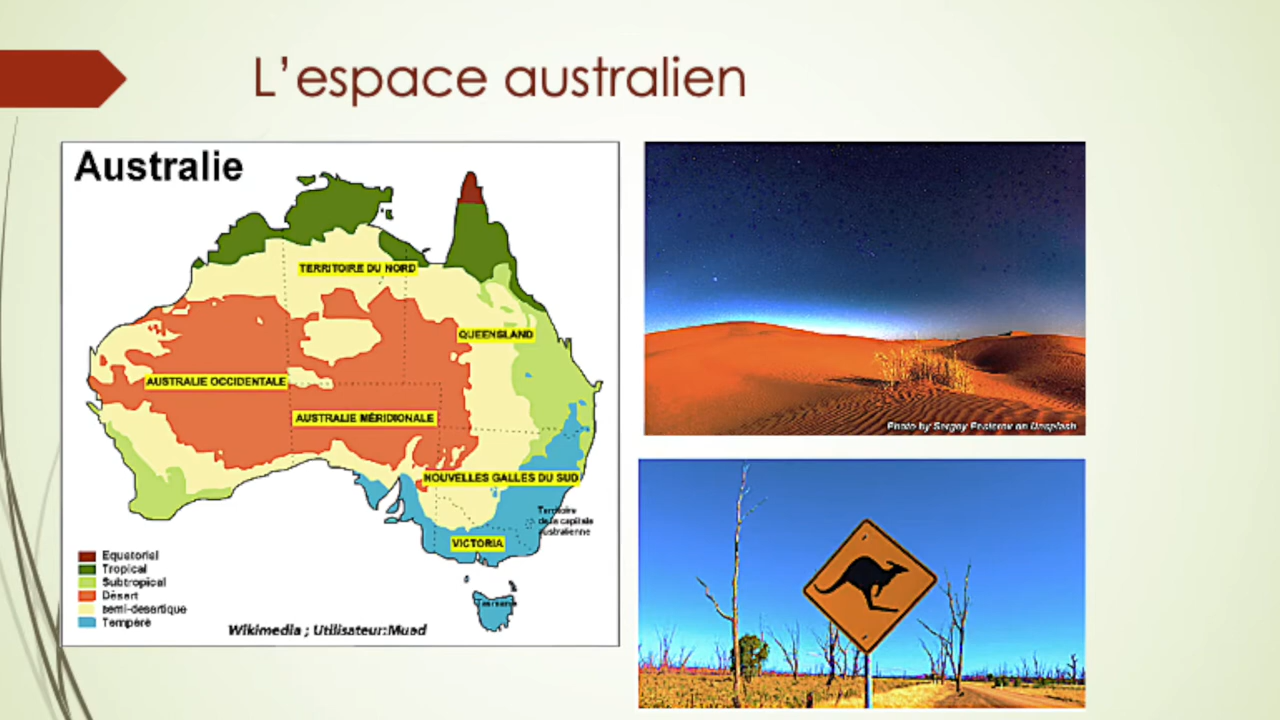 L'espace australien
Australie
TERRITOIRE DU NORD
QUEENSLAND
AUSTRALIE OCCIDENTALE
AUSTRALIE MÉRIDIONALE
NOUVELLES GALLES DU SUD
Territoire
de la capitale
australienne
VICTORIA
Tasmanie
Equatorial
Tropical
Subtropical
Désert
semi-desertique
Tempéré
Wikimedia ; Utilisateur:Muad
Photo by Sergey Pesterev on Unsplash